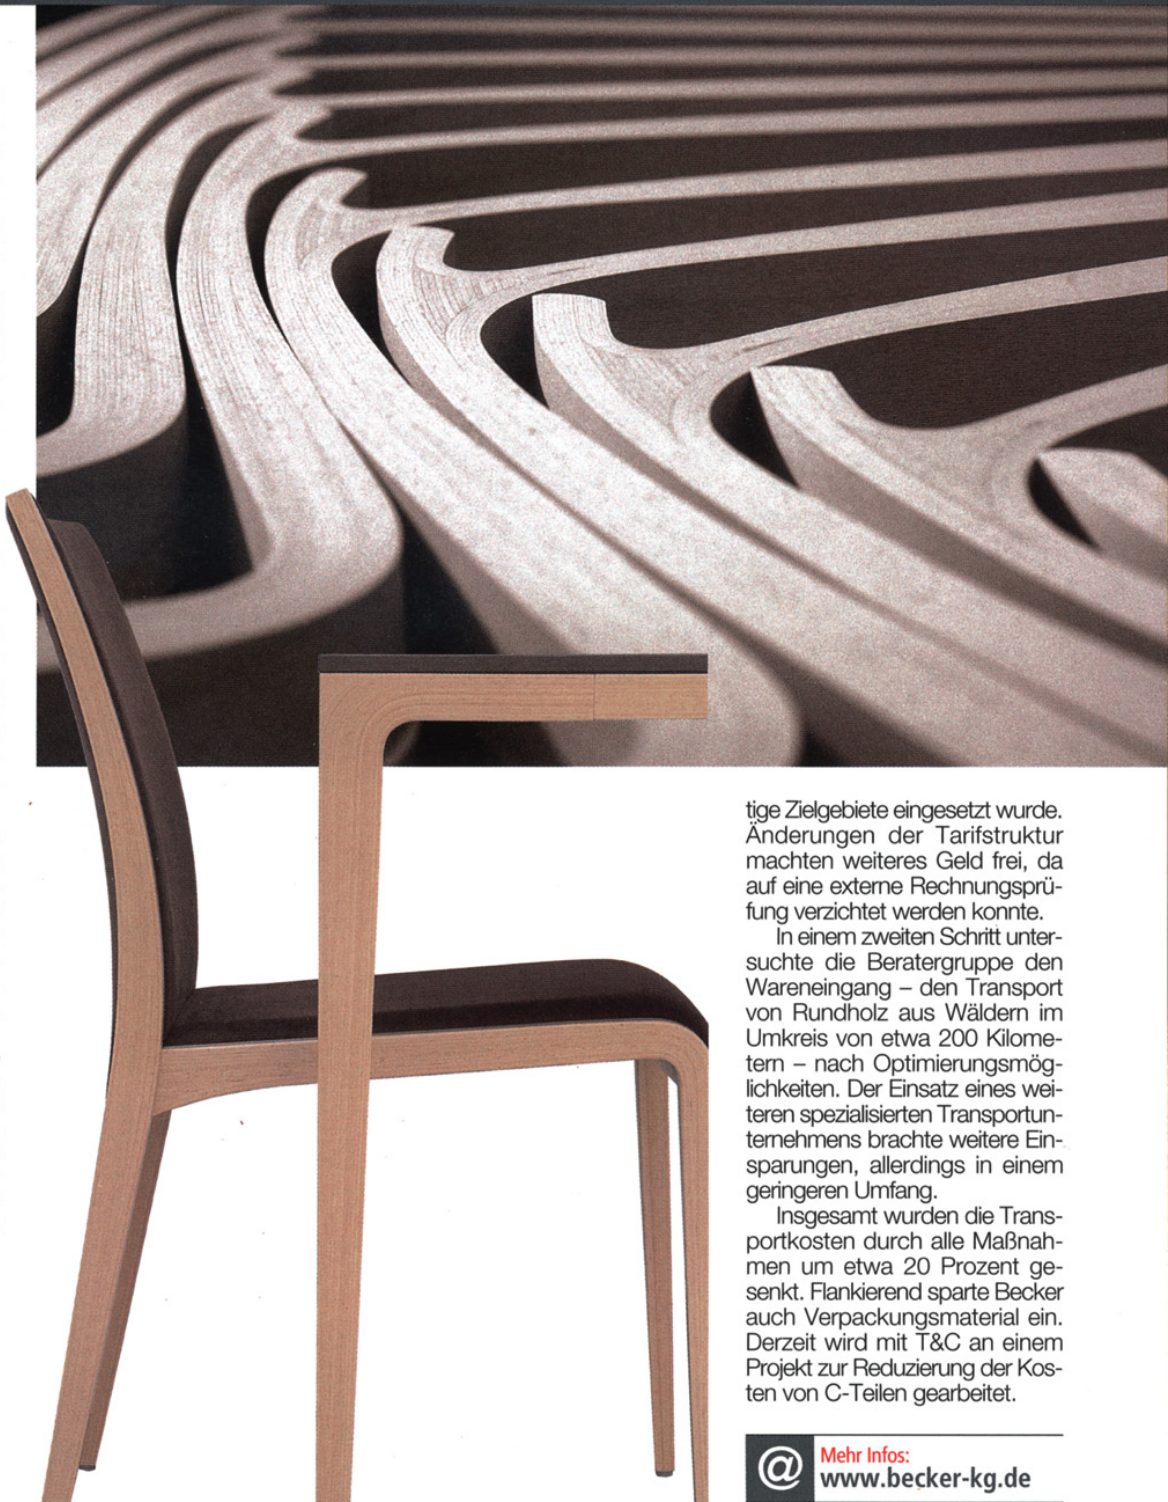 tige Zielgebiete eingesetzt wurde.
Änderungen der Tarifstruktur
machten weiteres Geld frei, da
auf eine externe Rechnungsprü-
fung verzichtet werden konnte.
In einem zweiten Schritt unter-
suchte die Beratergruppe den
Wareneingang – den Transport
von Rundholz aus Wäldern im
Umkreis von etwa 200 Kilome-
tern – nach Optimierungsmög-
lichkeiten. Der Einsatz eines wei-
teren spezialisierten Transportun-
ternehmens brachte weitere Ein-
sparungen, allerdings in einem
geringeren Umfang.
Insgesamt wurden die Trans-
portkosten durch alle Maßnah-
men um etwa 20 Prozent ge-
senkt. Flankierend sparte Becker
auch Verpackungsmaterial ein.
Derzeit wird mit T&C an einem
Projekt zur Reduzierung der Kos-
ten von C-Teilen gearbeitet.
@ Mehr Infos:
www.becker-kg.de